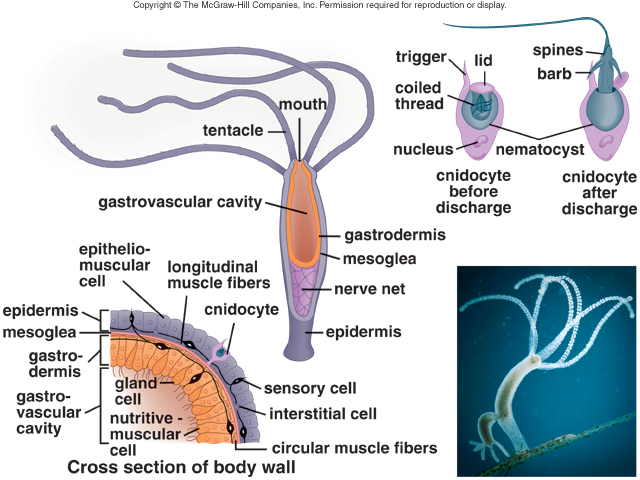 Copyright © The McGraw-Hill Companies, Inc. Permission required for reproduction or display.
mouth
tentacle
gastrovascular cavity
gastrodermis
mesoglea
nerve net
epidermis
trigger
lid
coiled
thread
nucleus
spines
barb
nematocyst
cnidocyte
before
discharge
cnidocyte
after
discharge
epithelio-
muscular
cell
longitudinal
muscle fibers
cnidocyte
epidermis
mesoglea
gastro-
dermis
gastro-
vascular
cavity
gland
cell
nutritive -
muscular
cell
sensory cell
interstitial cell
circular muscle fibers
Cross section of body wall